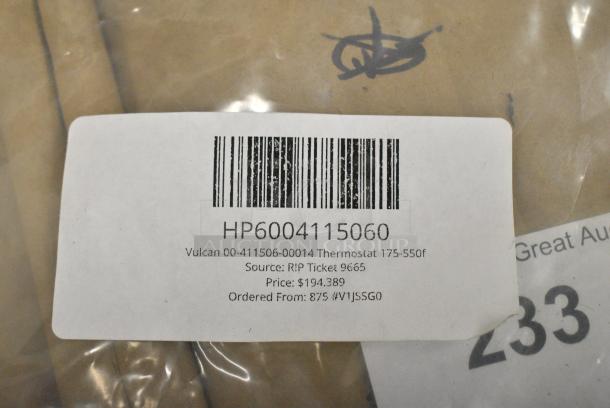 HP6004115060
Vulcan 00-411506-00014 Thermostat 175-550f
Source: RIP Ticket 9665
Price: $194.389
Ordered From: 875 #V1JSSG0
Great Au
233